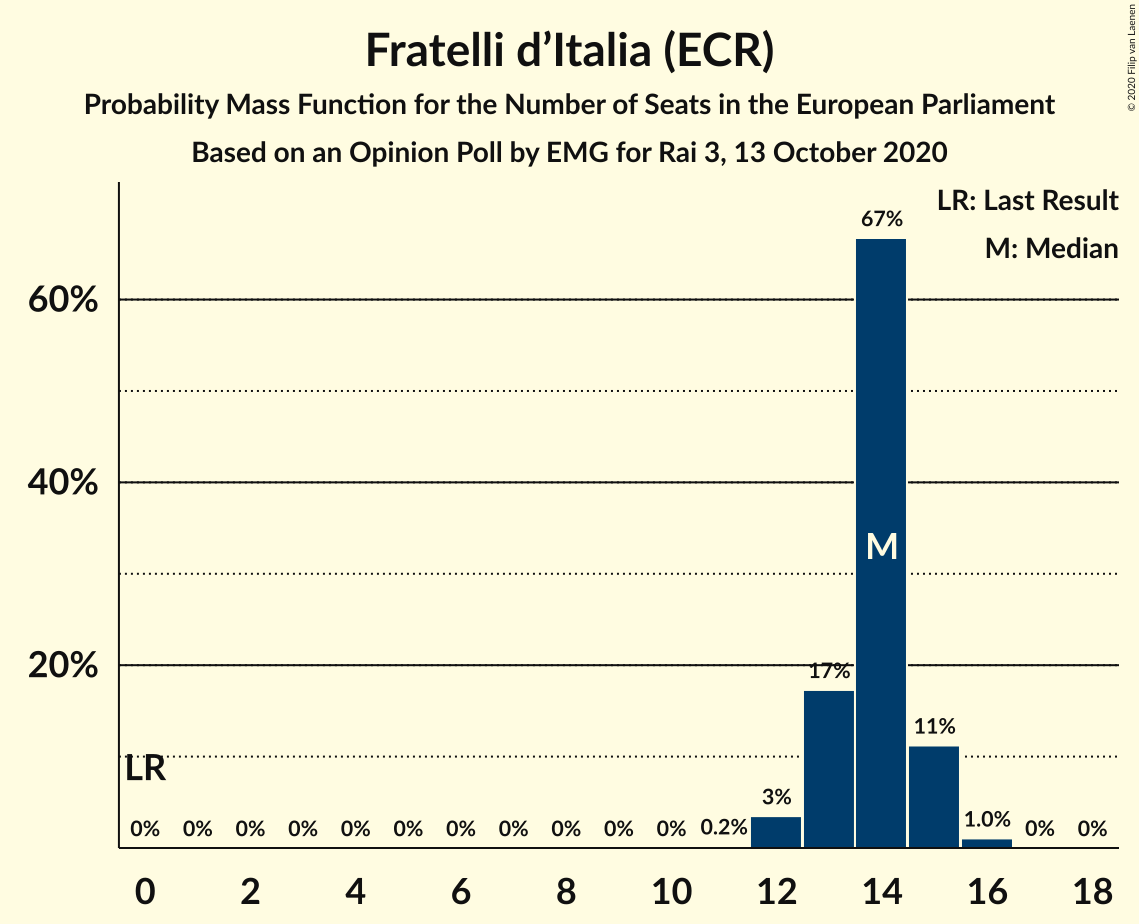 Fratelli d’Italia (ECR)
Probability Mass Function for the Number of Seats in the European Parliament
Based on an Opinion Poll by EMG for Rai 3, 13 October 2020
© 2020 Filip van Laenen
LR: Last Result
M: Median
67%
60%
40%
M
20%
17%
11%
LR
3%
0% 0% 0% 0% 0% 0% 0% 0% 0% 0% 0% 0.2% 1.0% 0% 0%
0 2 4 6 8 10 12 14 16 18